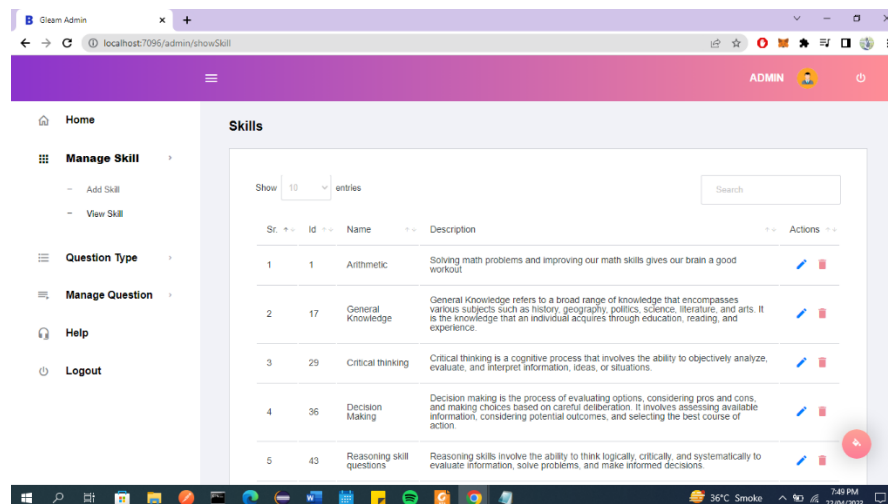 Gleam Admin
localhost:7096/admin/showSkill
ADMIN
Home
Manage Skill
Add Skill
View Skill
Question Type
Manage Question
Help
Logout
Skills
Show 10 entries
Search
Sr. Id Name Description Actions
1 1 Arithmetic Solving math problems and improving our math skills gives our brain a good
workout
General Knowledge refers to a broad range of knowledge that encompasses
2 17 General Knowledge various subjects such as history, geography, politics, science, literature, and arts. It
is the knowledge that an individual acquires through education, reading, and
experience.
3 29 Critical thinking Critical thinking is a cognitive process that involves the ability to objectively analyze,
evaluate, and interpret information, ideas, or situations.
Decision making is the process of evaluating options, considering pros and cons,
4 36 Decision Making and making choices based on careful deliberation. It involves assessing available
information, considering potential outcomes, and selecting the best course of
action.
5 43 Reasoning skill questions Reasoning skills involve the ability to think logically, critically, and systematically to
evaluate information, solve problems, and make informed decisions.
36°C Smoke
7:49 PM